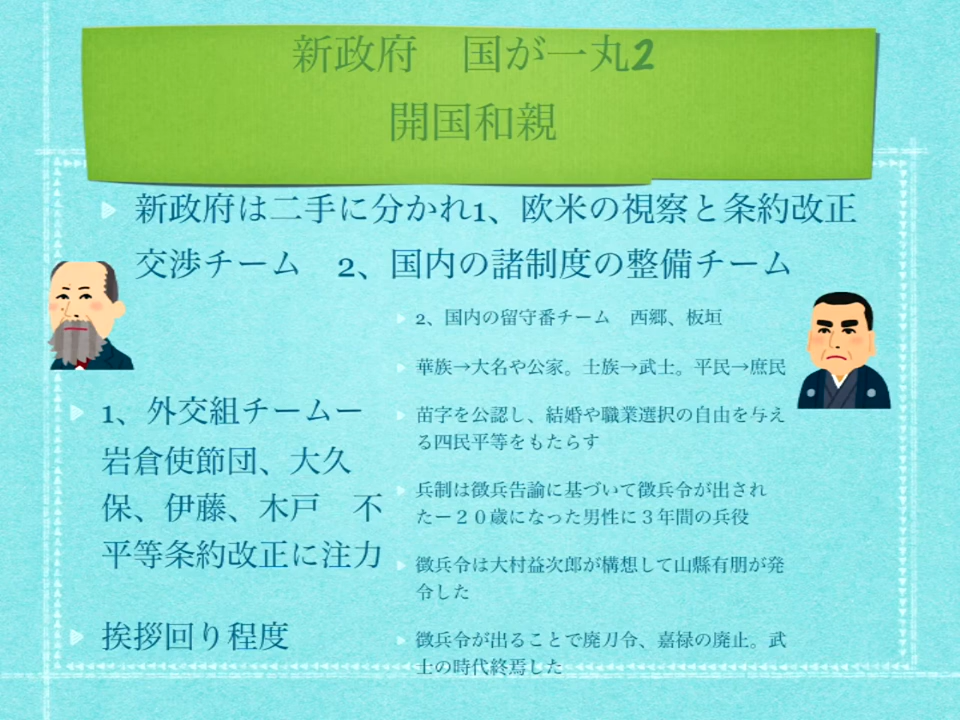 新政府　国が一丸2
開国和親
新政府は二手に分かれ1、欧米の視察と条約改正
交渉チーム　2、国内の諸制度の整備チーム
1、外交組チームー
岩倉使節団、大久
保、伊藤、木戸　不
平等条約改正に注力
挨拶回り程度
2、国内の留守番チーム　西郷、板垣
華族→大名や公家。士族→武士。平民→庶民
苗字を公認し、結婚や職業選択の自由を与え
る四民平等をもたらす
兵制は徴兵告諭に基づいて徴兵令が出され
たー２０歳になった男性に３年間の兵役
徴兵令は大村益次郎が構想して山縣有朋が発
令した
徴兵令が出ることで廃刀令、嘉禄の廃止。武
士の時代終焉した